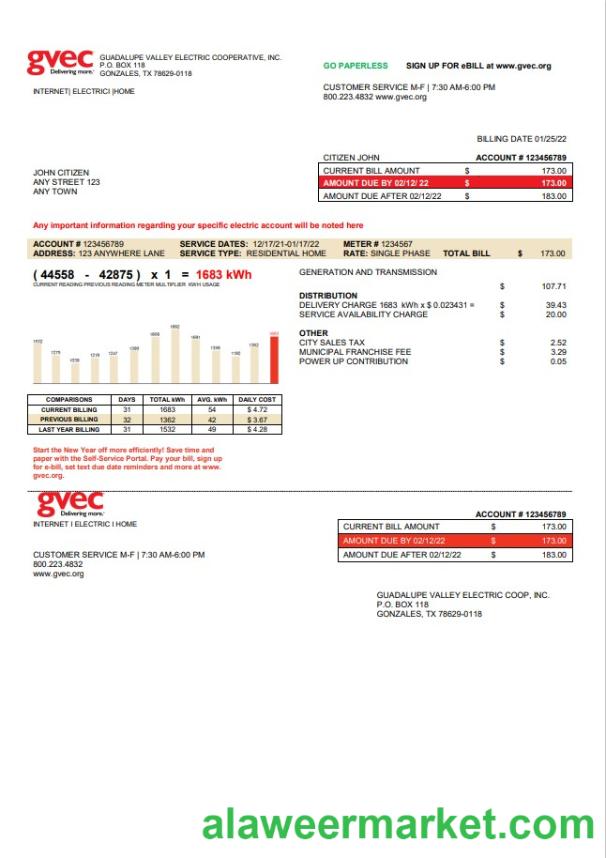 gvec
Delivering more.
GUADALUPE VALLEY ELECTRIC COOPERATIVE, INC.
P.O. BOX 118
GONZALES, TX 78629-0118
INTERNET| ELECTRICI |HOME
GO PAPERLESS SIGN UP FOR eBILL at www.gvec.org
CUSTOMER SERVICE M-F | 7:30 AM-6:00 PM
800.223.4832 www.gvec.org
BILLING DATE 01/25/22
CITIZEN JOHN ACCOUNT # 123456789
CURRENT BILL AMOUNT $ 173.00
AMOUNT DUE BY 02/12/ 22 $ 173.00
AMOUNT DUE AFTER 02/12/22 $ 183.00
JOHN CITIZEN
ANY STREET 123
ANY TOWN
Any important information regarding your specific electric account will be noted here
ACCOUNT # 123456789 SERVICE DATES: 12/17/21-01/17/22 METER # 1234567
ADDRESS: 123 ANYWHERE LANE SERVICE TYPE: RESIDENTIAL HOME RATE: SINGLE PHASE TOTAL BILL $ 173.00
( 44558 - 42875 ) x 1 = 1683 kWh
CURRENT READING PREVIOUS READING METER MULTIPLIER KWH USAGE
GENERATION AND TRANSMISSION
$ 107.71
DISTRIBUTION
DELIVERY CHARGE 1683 kWh x $ 0.023431 = $ 39.43
SERVICE AVAILABILITY CHARGE $ 20.00
OTHER
CITY SALES TAX $ 2.52
MUNICIPAL FRANCHISE FEE $ 3.29
POWER UP CONTRIBUTION $ 0.05
COMPARISONS DAYS TOTAL kWh AVG. kWh DAILY COST
CURRENT BILLING 31 1683 54 $ 4.72
PREVIOUS BILLING 32 1362 42 $ 3.67
LAST YEAR BILLING 31 1532 49 $ 4.28
Start the New Year off more efficiently! Save time and
paper with the Self-Service Portal. Pay your bill, sign up
for e-bill, set text due date reminders and more at www.
gvec.org.
gvec
Delivering more.
INTERNET I ELECTRIC I HOME
CUSTOMER SERVICE M-F | 7:30 AM-6:00 PM
800.223.4832
www.gvec.org
ACCOUNT # 123456789
CURRENT BILL AMOUNT $ 173.00
AMOUNT DUE BY 02/12/22 $ 173.00
AMOUNT DUE AFTER 02/12/22 $ 183.00
GUADALUPE VALLEY ELECTRIC COOP, INC.
P.O. BOX 118
GONZALES, TX 78629-0118
alaweermarket.com